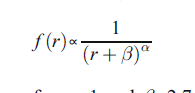 f(r) ∝ 1 / (r + β)^α